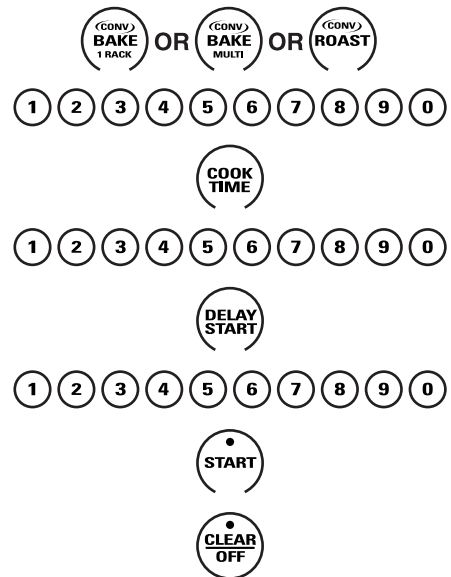 (CONV.) BAKE 1 RACK OR (CONV.) BAKE MULTI OR (CONV.) ROAST
1 2 3 4 5 6 7 8 9 0
COOK
TIME
1 2 3 4 5 6 7 8 9 0
DELAY
START
1 2 3 4 5 6 7 8 9 0
START
CLEAR
OFF